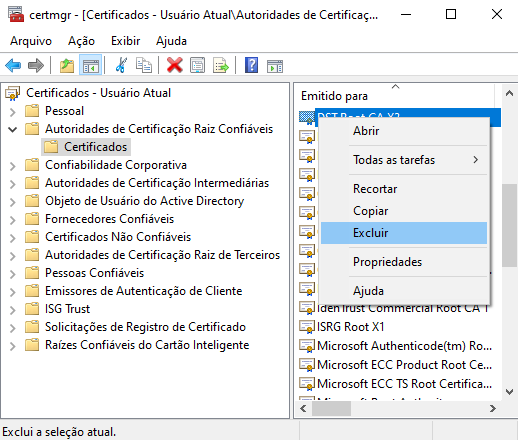 certmgr - [Certificados - Usuário Atual\Autoridades de Certificaç...
Arquivo Ação Exibir Ajuda
Certificados - Usuário Atual
Pessoal
Autoridades de Certificação Raiz Confiáveis
Certificados
Confiabilidade Corporativa
Autoridades de Certificação Intermediárias
Objeto de Usuário do Active Directory
Fornecedores Confiáveis
Certificados Não Confiáveis
Autoridades de Certificação Raiz de Terceiros
Pessoas Confiáveis
Emissores de Autenticação de Cliente
ISG Trust
Solicitações de Registro de Certificado
Raízes Confiáveis do Cartão Inteligente
Emitido para
DST Root CA X3
Abrir
Todas as tarefas
Recortar
Copiar
Excluir
Propriedades
Ajuda
IdenTrust Commercial Root CA 1
ISRG Root X1
Microsoft Authenticode(tm) Ro...
Microsoft ECC Product Root Ce...
Microsoft ECC TS Root Certifica...
Microsoft Root Authority
Exclui a seleção atual.